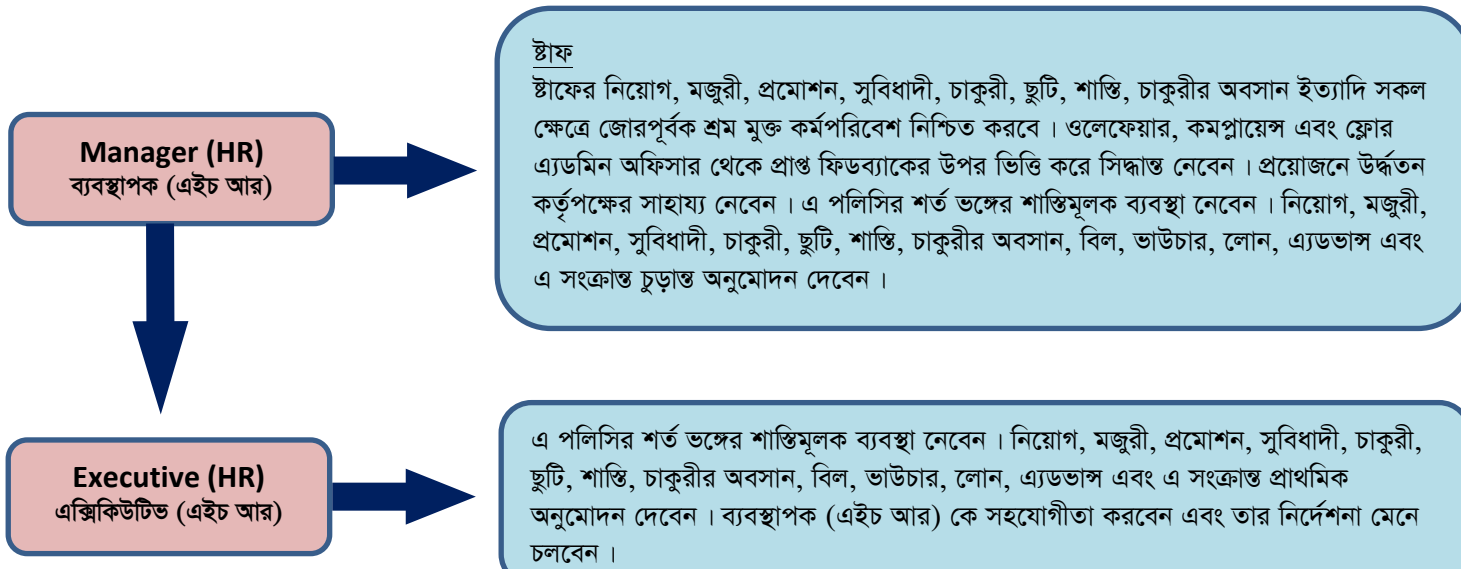 Manager (HR)
ব্যবস্থাপক (এইচ আর)
ষ্টাফ
ষ্টাফের নিয়োগ, মজুরী, প্রমোশন, সুবিধাদী, চাকুরী, ছুটি, শাস্তি, চাকুরীর অবসান ইত্যাদি সকল
ক্ষেত্রে জোরপূর্বক শ্রম মুক্ত কর্মপরিবেশ নিশ্চিত করবে । ওলেফেয়ার, কমপ্লায়েন্স এবং ফ্লোর
এ্যডমিন অফিসার থেকে প্রাপ্ত ফিডব্যাকের উপর ভিত্তি করে সিদ্ধান্ত নেবেন । প্রয়োজনে উর্দ্ধতন
কর্তৃপক্ষের সাহায্য নেবেন । এ পলিসির শর্ত ভঙ্গের শাস্তিমূলক ব্যবস্থা নেবেন । নিয়োগ, মজুরী,
প্রমোশন, সুবিধাদী, চাকুরী, ছুটি, শাস্তি, চাকুরীর অবসান, বিল, ভাউচার, লোন, এ্যডভান্স এবং
এ সংক্রান্ত চুড়ান্ত অনুমোদন দেবেন ।
Executive (HR)
এক্সিকিউটিভ (এইচ আর)
এ পলিসির শর্ত ভঙ্গের শাস্তিমূলক ব্যবস্থা নেবেন । নিয়োগ, মজুরী, প্রমোশন, সুবিধাদী, চাকুরী,
ছুটি, শাস্তি, চাকুরীর অবসান, বিল, ভাউচার, লোন, এ্যডভান্স এবং এ সংক্রান্ত প্রাথমিক
অনুমোদন দেবেন । ব্যবস্থাপক (এইচ আর) কে সহযোগীতা করবেন এবং তার নির্দেশনা মেনে
চলবেন ।